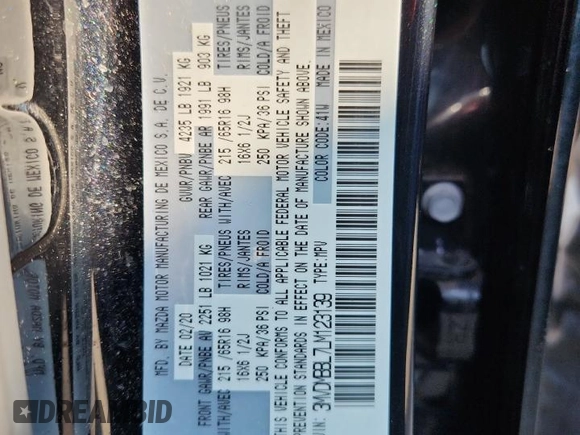 MFD. BY MAZDA MOTOR MANUFACTURING DE MEXICO S.A. DE C.V.
DATE 02/20 GVWR/PNBV 4235 LB 1921 KG
FRONT GAWR/PNBE AV 2251 LB 1021 KG REAR GAWR/PNBE AR 1991 LB 903 KG
WITH/AVEC 215/65R16 98H TIRES/PNEUS WITH/AVEC 215/65R16 98H TIRES/PNEUS
16X6 1/2J RIMS/JANTES 16X6 1/2J RIMS/JANTES
250 KPA/36 PSI COLD/A FROID 250 KPA/36 PSI COLD/A FROID
THIS VEHICLE CONFORMS TO ALL APPLICABLE FEDERAL MOTOR VEHICLE SAFETY AND THEFT
STANDARDS IN EFFECT ON THE DATE OF MANUFACTURE SHOWN ABOVE
TYPE:MPV COLOR CODE:41W MADE IN MEXICO
AUTOHISTORY